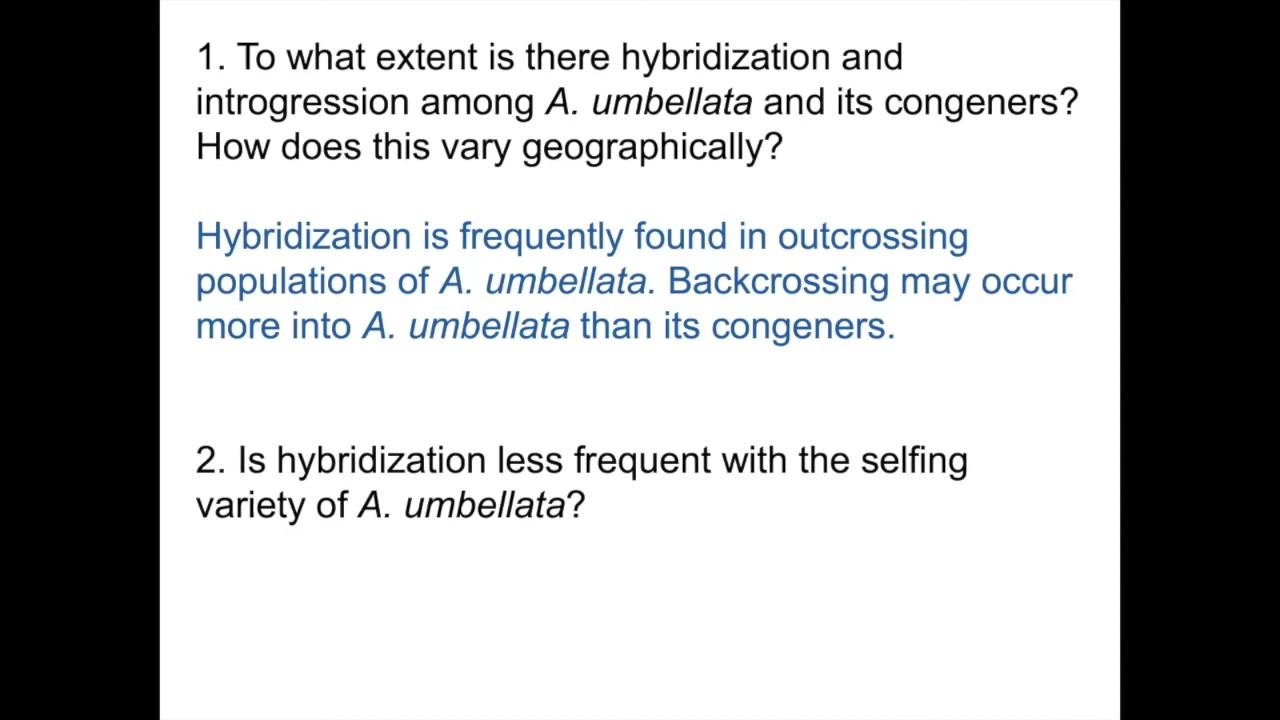 1. To what extent is there hybridization and
introgression among A. umbellata and its congeners?
How does this vary geographically?
Hybridization is frequently found in outcrossing
populations of A. umbellata. Backcrossing may occur
more into A. umbellata than its congeners.
2. Is hybridization less frequent with the selfing
variety of A. umbellata?